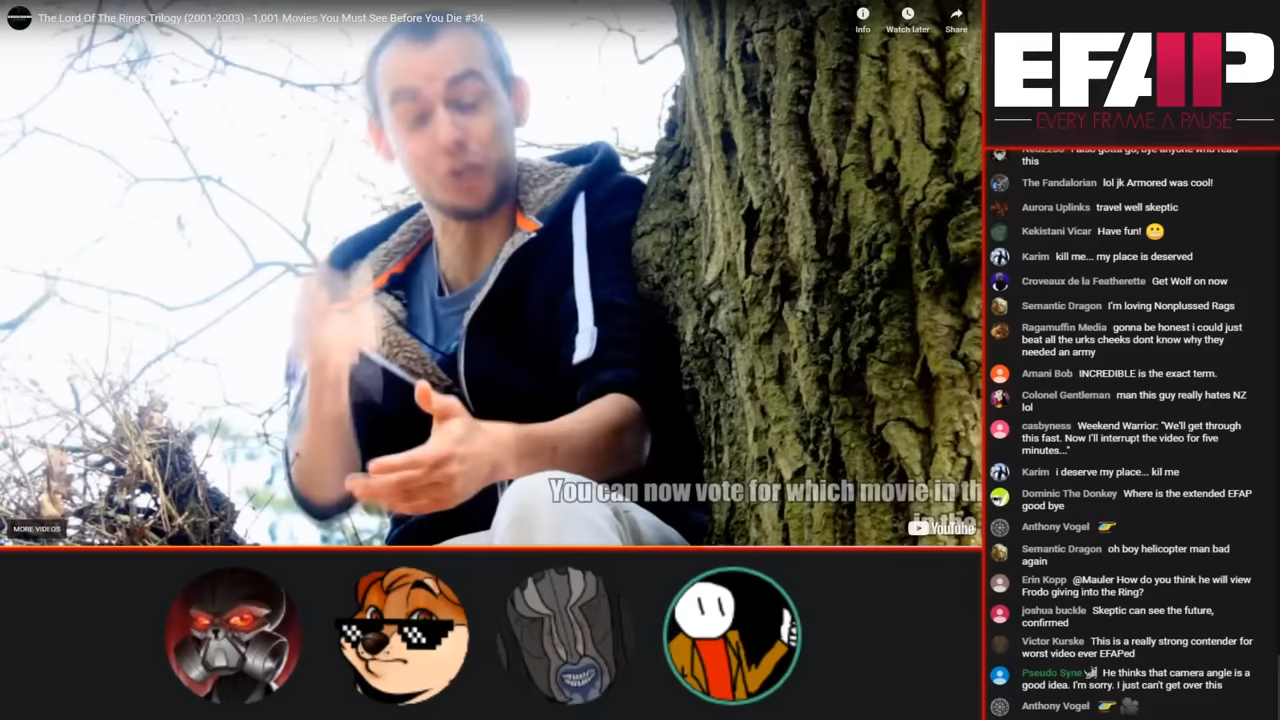 The Lord Of The Rings Trilogy (2001-2003) - 1,001 Movies You Must See Before You Die #34
Info
Watch later
Share
You can now vote for which movie in th
in the
MORE VIDEOS
YouTube
EFAP
EVERY FRAME A PAUSE
I also gotta go, bye anyone who read
this
The Fandalorian lol jk Armored was cool!
Aurora Uplinks travel well skeptic
Kekistani Vicar Have fun! 😬
Karim kill me... my place is deserved
Croveaux de la Featherette Get Wolf on now
Semantic Dragon I'm loving Nonplussed Rags
Ragamuffin Media gonna be honest i could just
beat all the urks cheeks dont know why they
needed an army
Amani Bob INCREDIBLE is the exact term.
Colonel Gentleman man this guy really hates NZ
lol
casbyness Weekend Warrior: "We'll get through
this fast. Now I'll interrupt the video for five
minutes..."
Karim i deserve my place... kil me
Dominic The Donkey Where is the extended EFAP
good bye
Anthony Vogel
Semantic Dragon oh boy helicopter man bad
again
Erin Kopp @Mauler How do you think he will view
Frodo giving into the Ring?
joshua buckle Skeptic can see the future,
confirmed
Victor Kurske This is a really strong contender for
worst video ever EFAPed
Pseudo Syne He thinks that camera angle is a
good idea. I'm sorry. I just can't get over this
Anthony Vogel